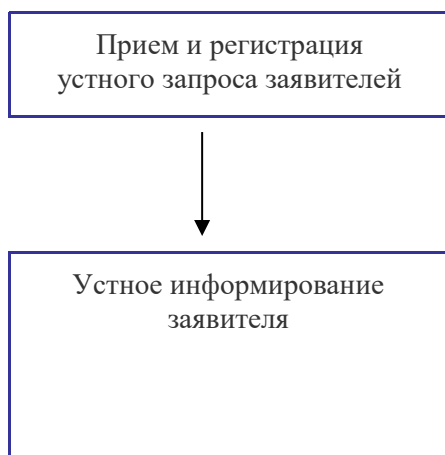 Прием и регистрация
устного запроса заявителей
Устное информирование
заявителя